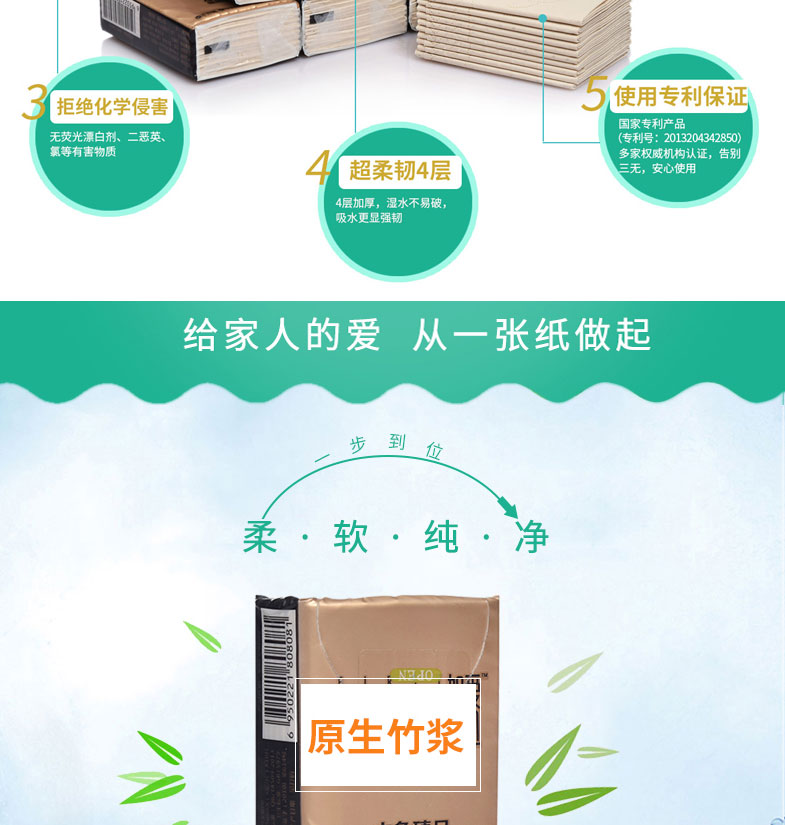 3 拒绝化学侵害
无荧光漂白剂、二恶英、
氯等有害物质
4 超柔韧4层
4层加厚，湿水不易破，
吸水更显强韧
5 使用专利保证
国家专利产品
（专利号：2013204342850）
多家权威机构认证，告别
三无，安心使用
给家人的爱 从一张纸做起
一步到位
柔·软·纯·净
OPEN
6 950221 808081
原生竹浆